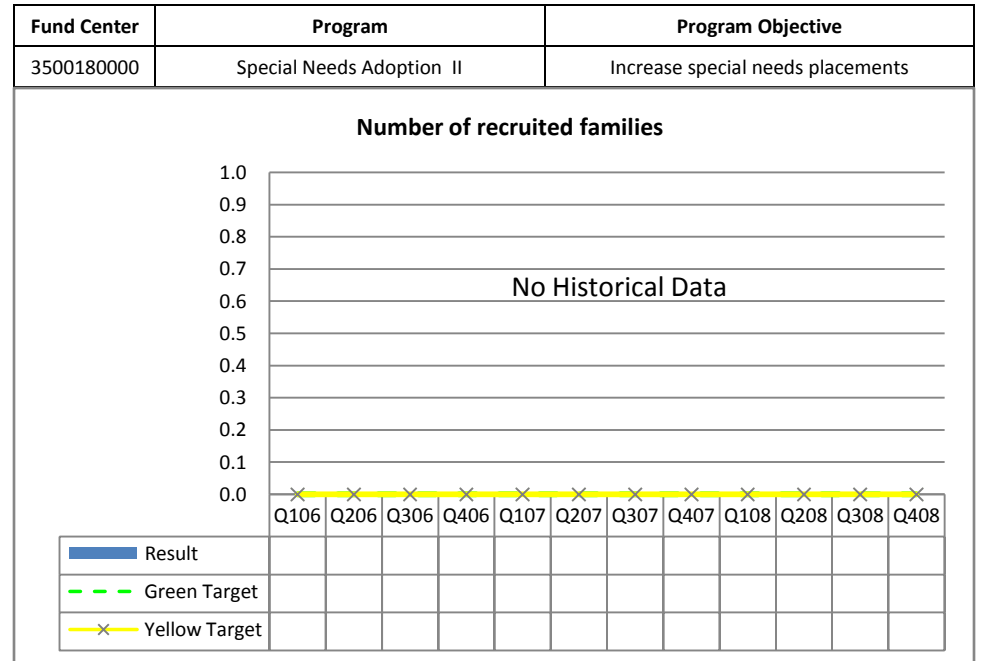 Fund Center Program Program Objective
3500180000 Special Needs Adoption II Increase special needs placements
Number of recruited families
1.0
0.9
0.8
0.7
No Historical Data
0.6
0.5
0.4
0.3
0.2
0.1
0.0
Q106 Q206 Q306 Q406 Q107 Q207 Q307 Q407 Q108 Q208 Q308 Q408
Result
Green Target
Yellow Target